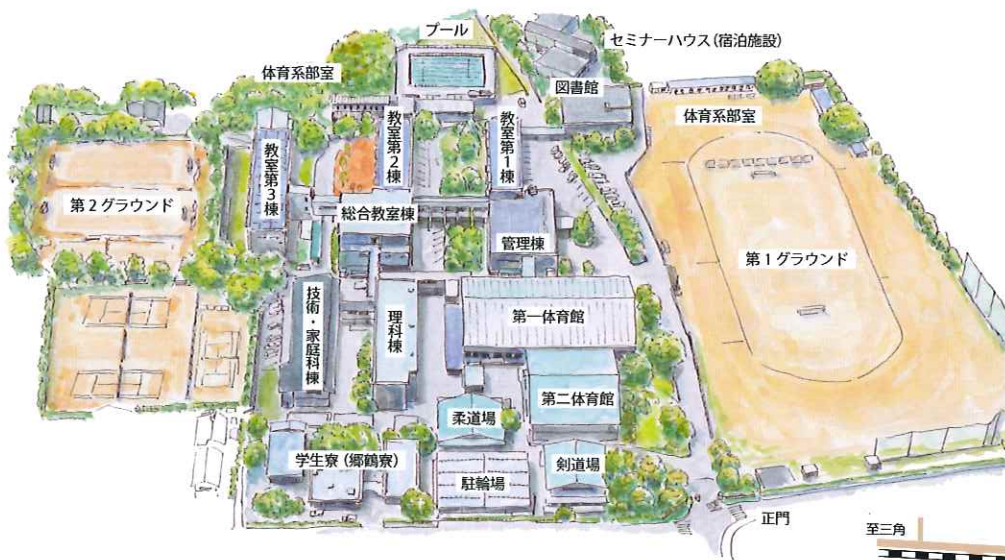 プール
セミナーハウス(宿泊施設)
体育系部室
図書館
体育系部室
教室第3棟
教室第2棟
教室第1棟
第2グラウンド
総合教室棟
管理棟
第1グラウンド
技術・家庭科棟
理科棟
第一体育館
第二体育館
柔道場
学生寮(郷鶴寮)
駐輪場
剣道場
正門
至三角